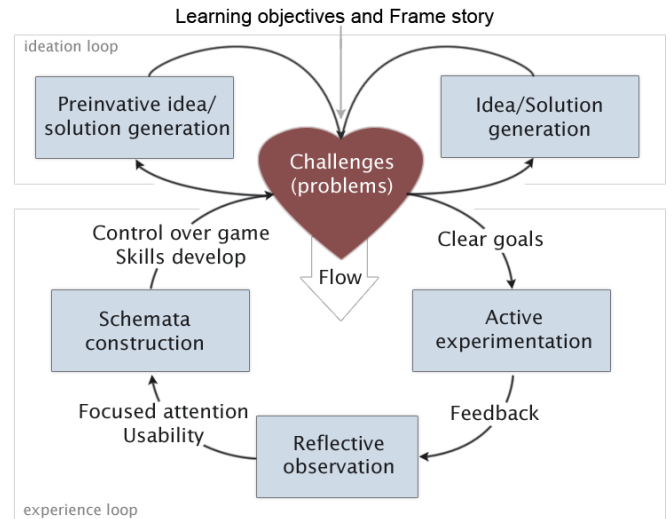 Learning objectives and Frame story
ideation loop
Preinvative idea/
solution generation
Idea/Solution
generation
Challenges
(problems)
Control over game
Skills develop
Clear goals
Flow
Schemata
construction
Active
experimentation
Focused attention
Usability
Feedback
Reflective
observation
experience loop